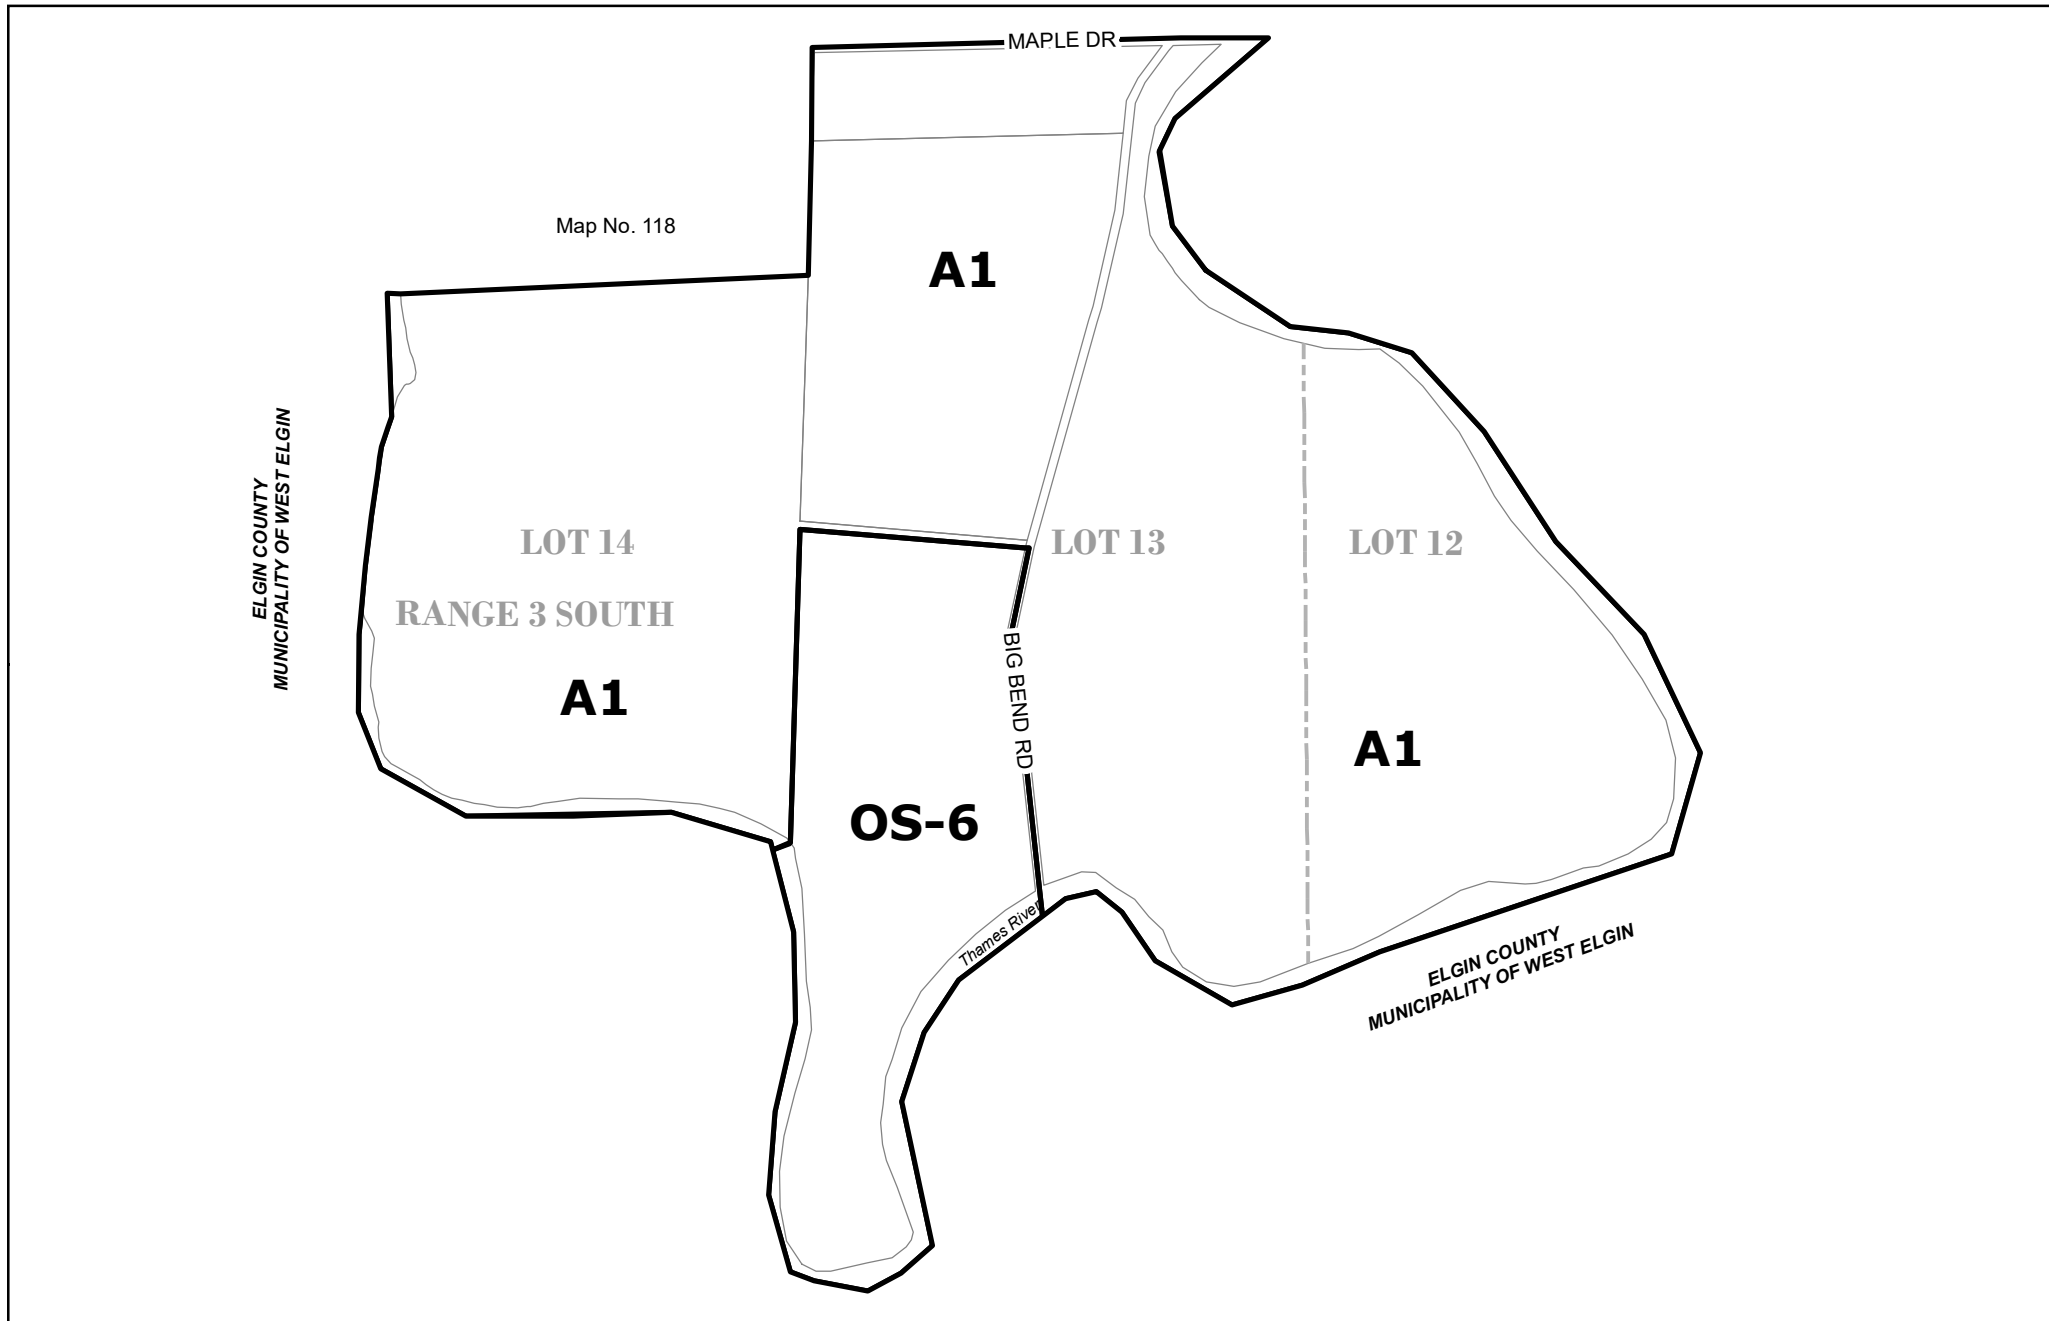 MAPLE DR
Map No. 118
A1
ELGIN COUNTY
MUNICIPALITY OF WEST ELGIN
LOT 14
LOT 13
LOT 12
RANGE 3 SOUTH
A1
BIG BEND RD
A1
OS-6
Thames River
ELGIN COUNTY
MUNICIPALITY OF WEST ELGIN